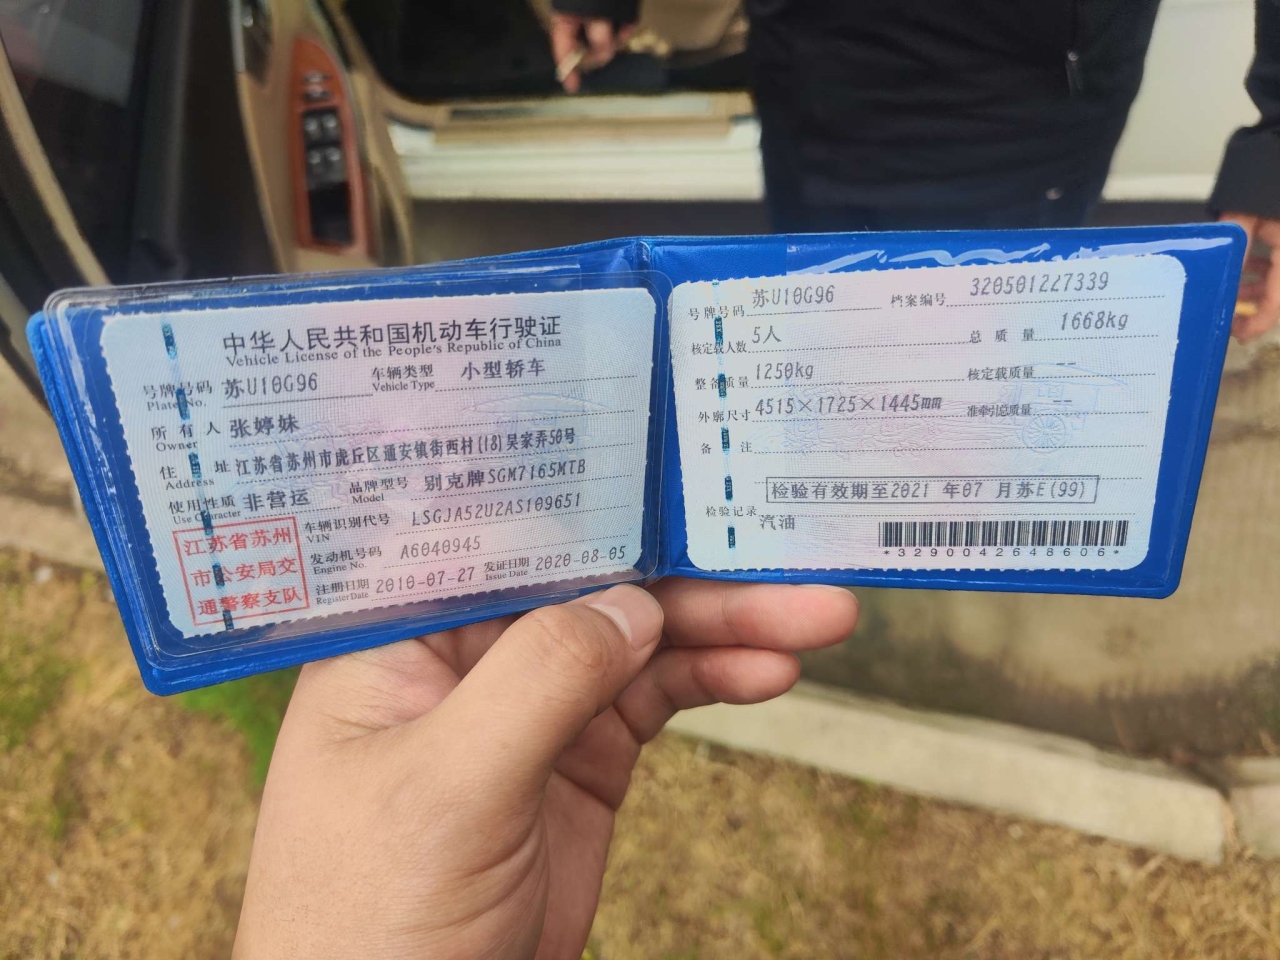 中华人民共和国机动车行驶证
Vehicle License of the People's Republic of China
号牌号码 苏U10G96 车辆类型 小型轿车
Plate No. Vehicle Type
所有人 张婷妹
Owner
住址 江苏省苏州市虎丘区通安镇街西村(18)吴家弄50号
Address
使用性质 非营运 品牌型号 别克牌SGM7165MTB
Use Character Model
江苏省苏州
市公安局交
通警察支队
车辆识别代号 LSGJA52U2AS109651
VIN
发动机号码 A6040945
Engine No.
注册日期 2010-07-27 发证日期 2020-08-05
Register Date Issue Date
号牌号码 苏U10G96 档案编号 320501227339
核定载人数 5人 总质量 1668kg
整备质量 1250kg 核定载质量 --
外廓尺寸 4515×1725×1445mm 准牵引总质量 --
备注
检验有效期至2021 年07 月苏E(99)
检验记录
汽油
*3290042648606*